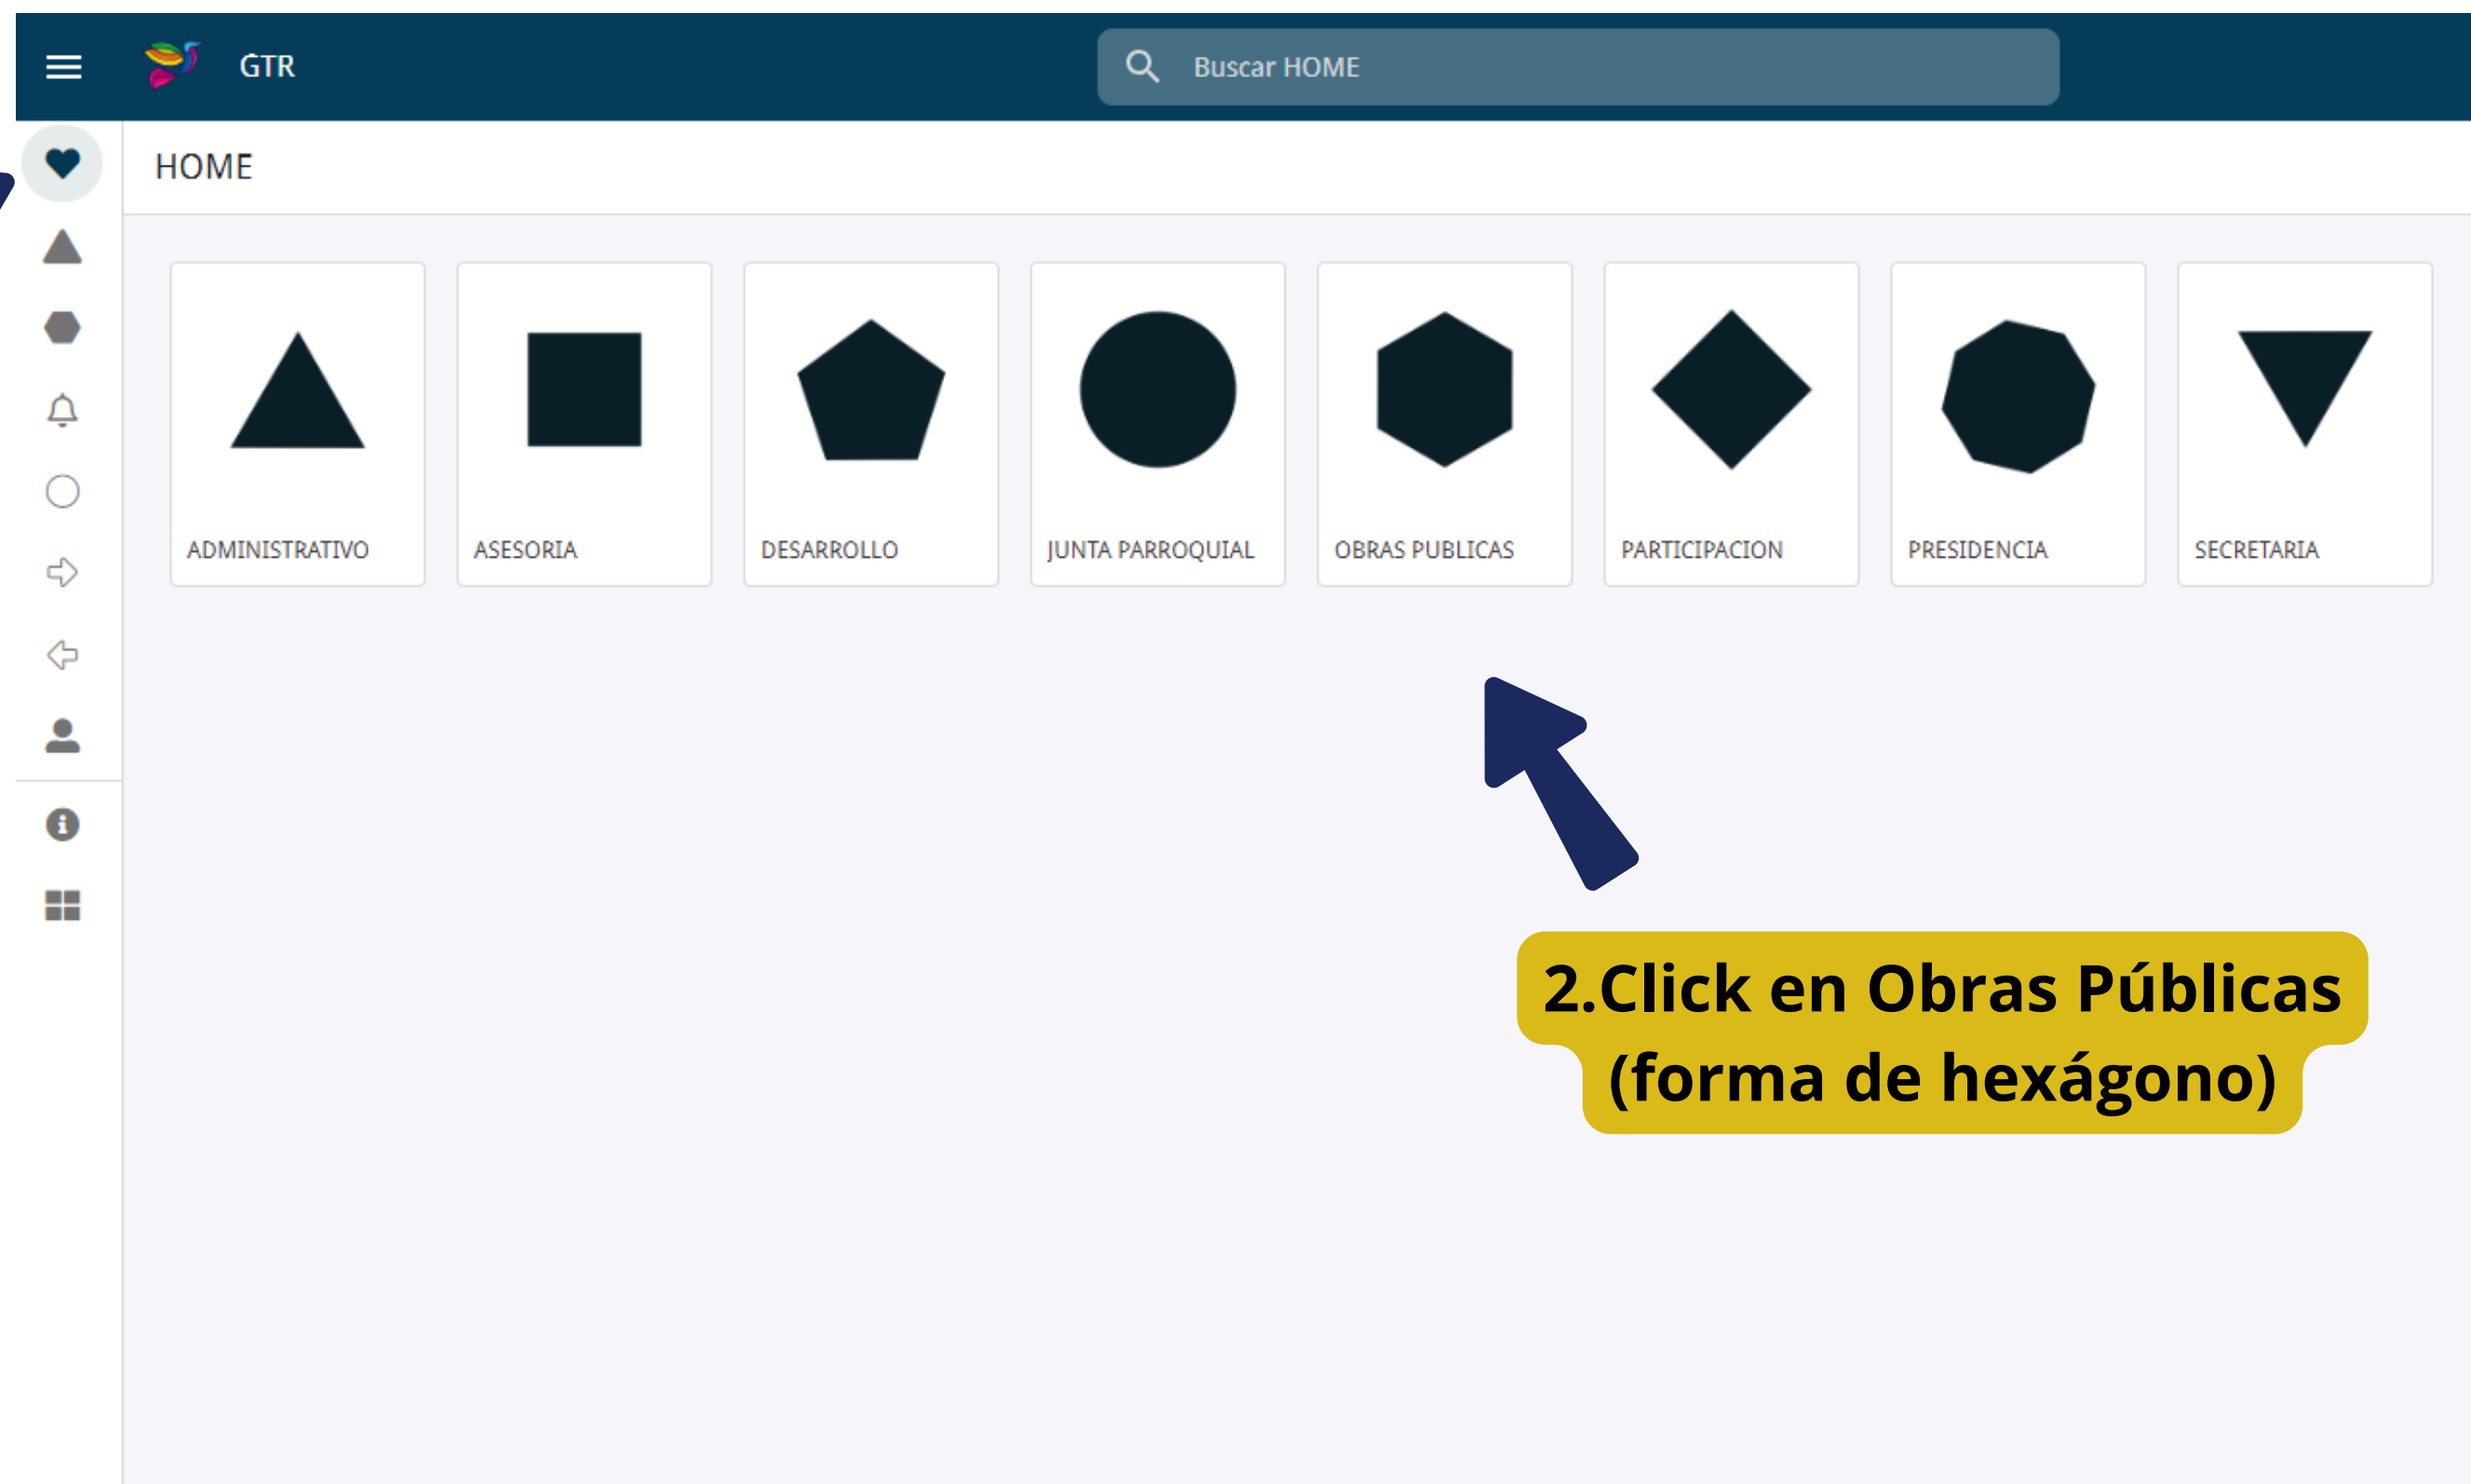 GTR
Buscar HOME
HOME
ADMINISTRATIVO
ASESORIA
DESARROLLO
JUNTA PARROQUIAL
OBRAS PUBLICAS
PARTICIPACION
PRESIDENCIA
SECRETARIA
2.Click en Obras Públicas
(forma de hexágono)